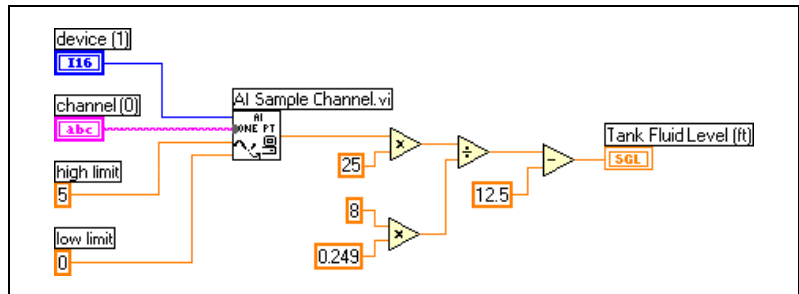 device (1)
I16
channel (0)
abc
high limit
5
low limit
0
AI Sample Channel.vi
AI
ONE PT
×
25
8
×
0.249
÷
12.5
−
Tank Fluid Level (ft)
SGL